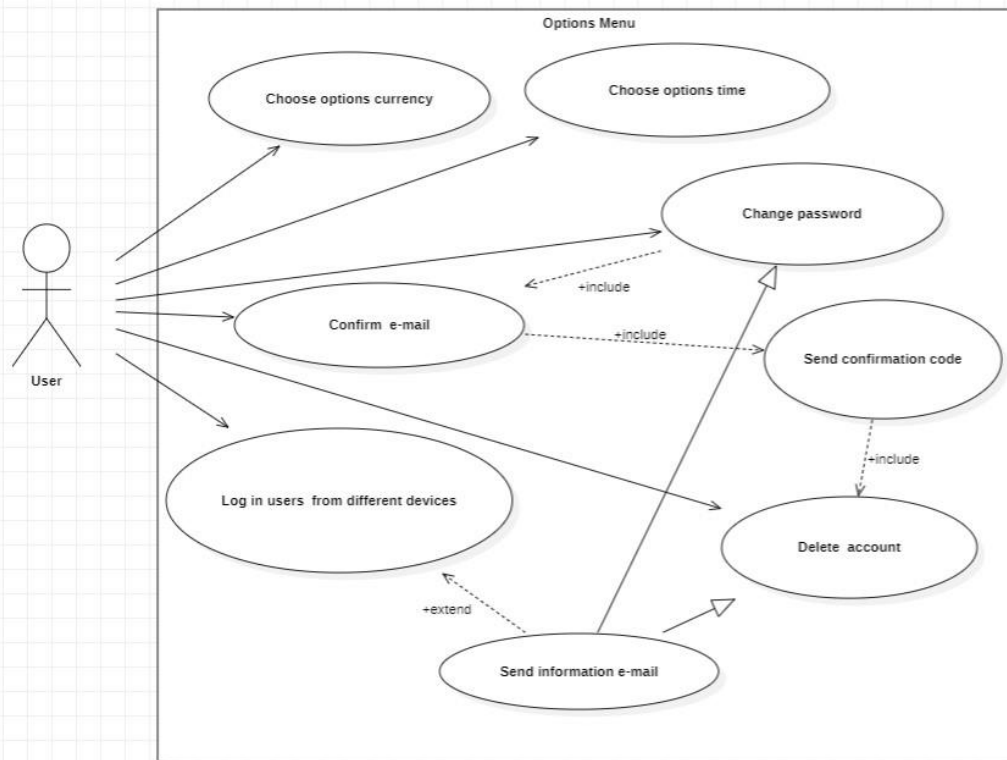 Options Menu
Choose options currency
Choose options time
Change password
+include
Confirm e-mail
+include
Send confirmation code
User
+include
Log in users from different devices
Delete account
+extend
Send information e-mail